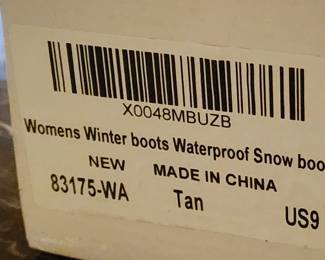 X0048MBUZB
Womens Winter boots Waterproof Snow boo
NEW MADE IN CHINA
83175-WA Tan US9